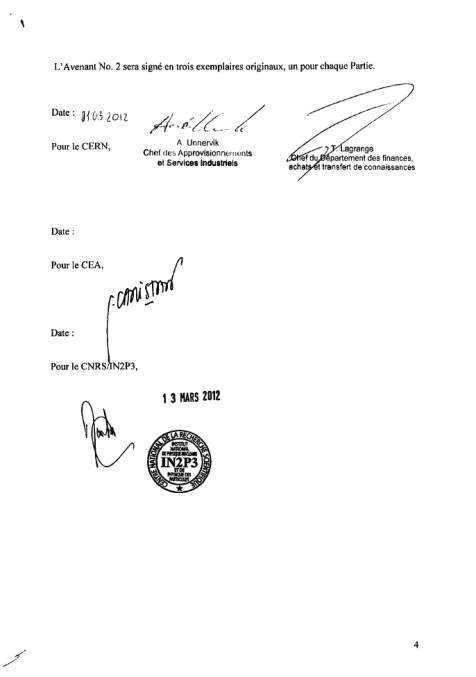 L'Avenant No. 2 sera signé en trois exemplaires originaux, un pour chaque Partie.
Date : 01 03 2012
Pour le CERN,
A. Unnervik
Chef des Approvisionnements
et Services Industriels
T. Lagrange
Chef du Département des finances,
achats et transfert de connaissances
Date :
Pour le CEA,
Date :
Pour le CNRS/IN2P3,
1 3 MARS 2012
CENTRE NATIONAL DE LA RECHERCHE SCIENTIFIQUE
INSTITUT
NATIONAL
DE PHYSIQUE NUCLÉAIRE
IN2P3
ET DE
PHYSIQUE DES
PARTICULES
4